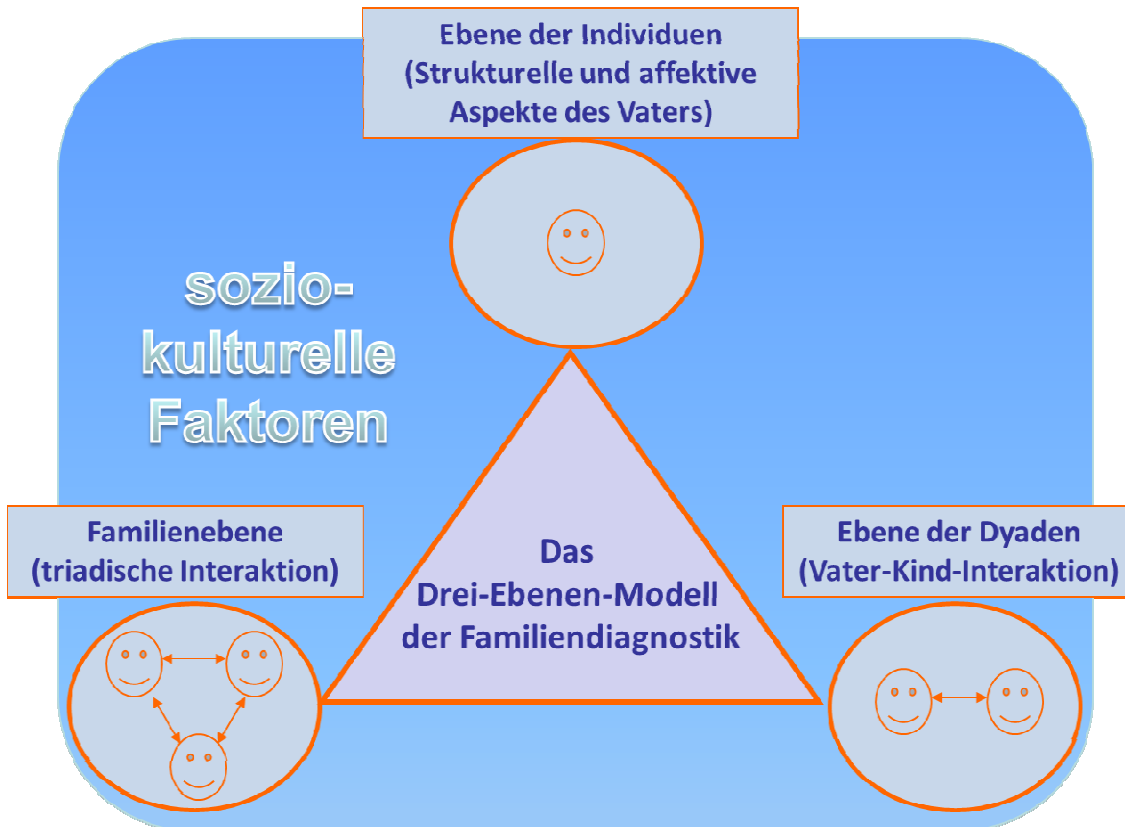 Ebene der Individuen
(Strukturelle und affektive
Aspekte des Vaters)
sozio-
kulturelle
Faktoren
Familienebene
(triadische Interaktion)
Das
Drei-Ebenen-Modell
der Familiendiagnostik
Ebene der Dyaden
(Vater-Kind-Interaktion)